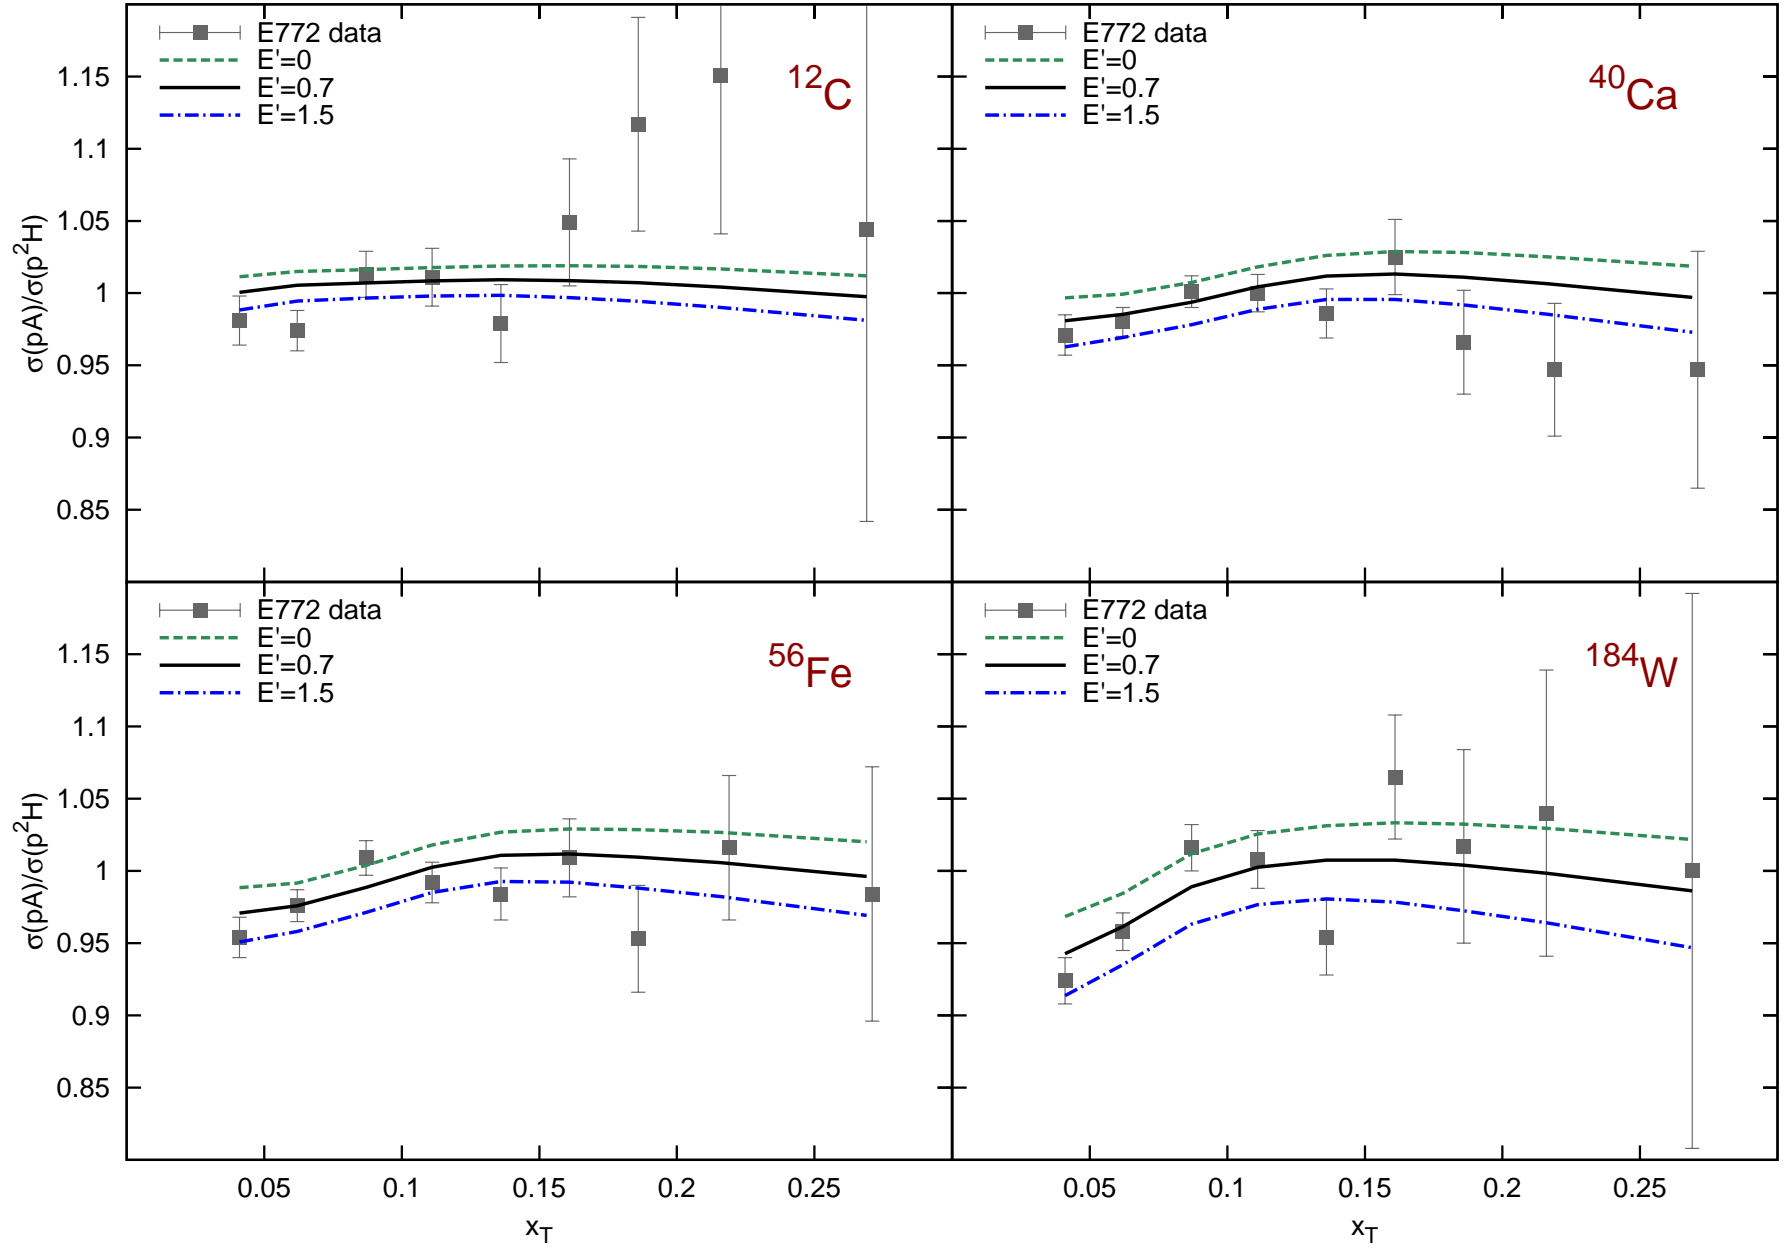 E772 data
E'=0
E'=0.7
E'=1.5
¹²C
E772 data
E'=0
E'=0.7
E'=1.5
⁴⁰Ca
1.15
1.1
1.05
1
0.95
0.9
0.85
σ(pA)/σ(p²H)
E772 data
E'=0
E'=0.7
E'=1.5
⁵⁶Fe
E772 data
E'=0
E'=0.7
E'=1.5
¹⁸⁴W
1.15
1.1
1.05
1
0.95
0.9
0.85
σ(pA)/σ(p²H)
0.05 0.1 0.15 0.2 0.25
0.05 0.1 0.15 0.2 0.25
x_T
x_T